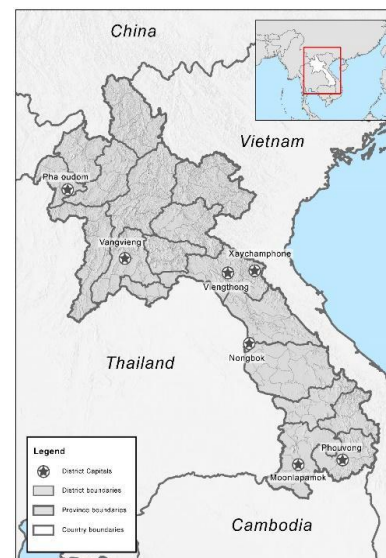 China
Vietnam
Pha oudom
Vangvieng
Xaychamphone
Viengthong
Thailand
Nongbok
Phouvong
Moonlapamok
Cambodia
Legend
District Capitals
District boundaries
Province boundaries
Country boundaries